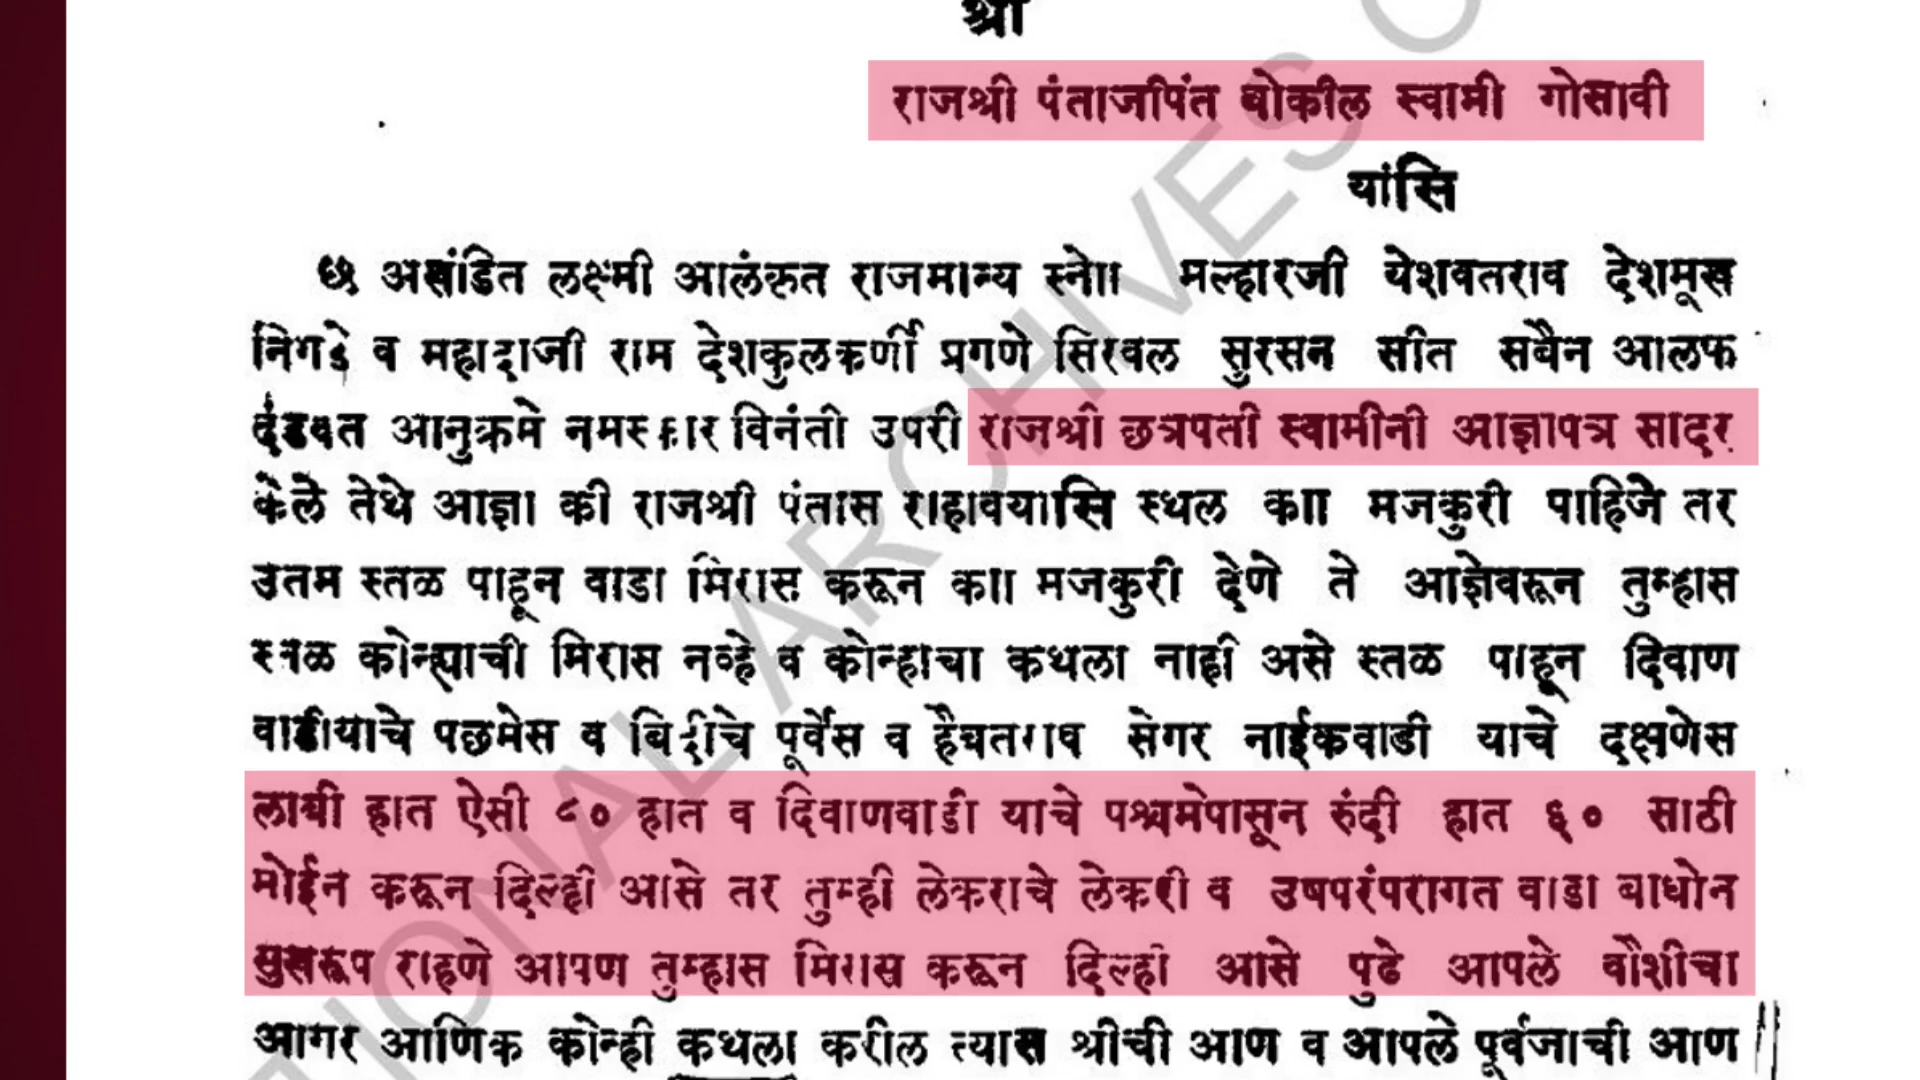 श्री
राजश्री पंताजीपंत बोकील स्वामी गोसावी
यांसि
अखंडित लक्ष्मी आलंकृत राजमान्य स्नेा मल्हारजी येशवतराव देशमूख
निगडे व महादाजी राम देशकुलकर्णी प्रगणे सिरवल सुरसन सीत सबैन आलफ
दंडवत आनुक्रमे नमस्कार विनंती उपरी राजश्री छत्रपती स्वामीनी आज्ञापत्र सादर
केले तेथे आज्ञा की राजश्री पंतास राहावयासि स्थल काा मजकुरी पाहिजे तर
उतम स्तळ पाहून वाडा मिरास करून काा मजकुरी देणे ते आज्ञेवरून तुम्हास
स्तळ कोन्ह्याची मिरास नव्हे व कोन्हाचा कथला नाही असे स्तळ पाहून दिवाण
वाडीयाचे पछमेस व बिदीचे पूर्वेस व हैबतराव सेगर नाईकवाडी याचे दक्षणेस
लांबी हात ऐसी ८० हात व दिवाणवाडी याचे पश्चमेपासून रुंदी हात ६० साठी
मोईन करून दिल्ही आसे तर तुम्ही लेकराचे लेकरी व उषपरंपरागत वाडा बाधोन
सुखरूप राहणे आपण तुम्हास मिरास करून दिल्ही आसे पुढे आपले वौशीचा
आगर आणिक कोन्ही कथला करील त्यास श्रीची आण व आपले पूर्वजाची आण
NATIONAL ARCHIVES O